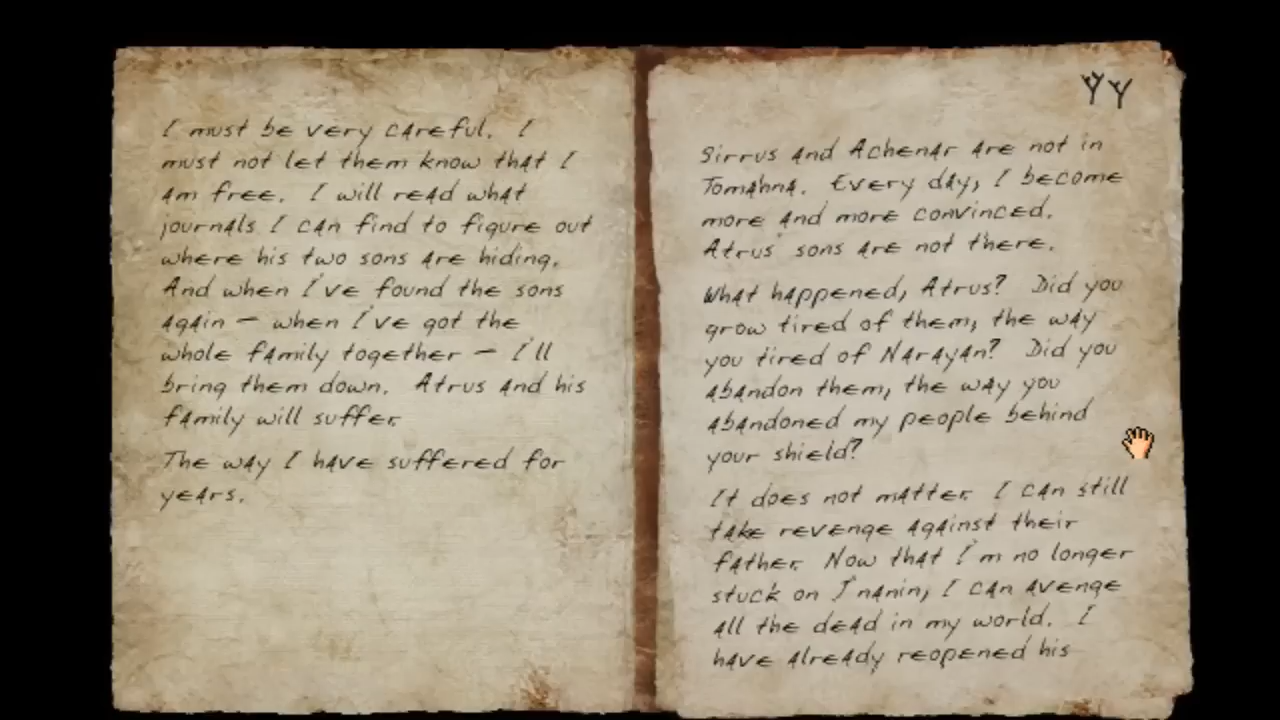 I must be very careful. I
must not let them know that I
am free. I will read what
journals I can find to figure out
where his two sons are hiding.
And when I've found the sons
again – when I've got the
whole family together – I'll
bring them down. Atrus and his
family will suffer.
The way I have suffered for
years.
Sirrus and Achenar are not in
Tomahna. Every day, I become
more and more convinced.
Atrus' sons are not there.
What happened, Atrus? Did you
grow tired of them, the way
you tired of Narayan? Did you
abandon them, the way you
abandoned my people behind
your shield?
It does not matter. I can still
take revenge against their
father. Now that I'm no longer
stuck on J'nanin, I can avenge
all the dead in my world. I
have already reopened his